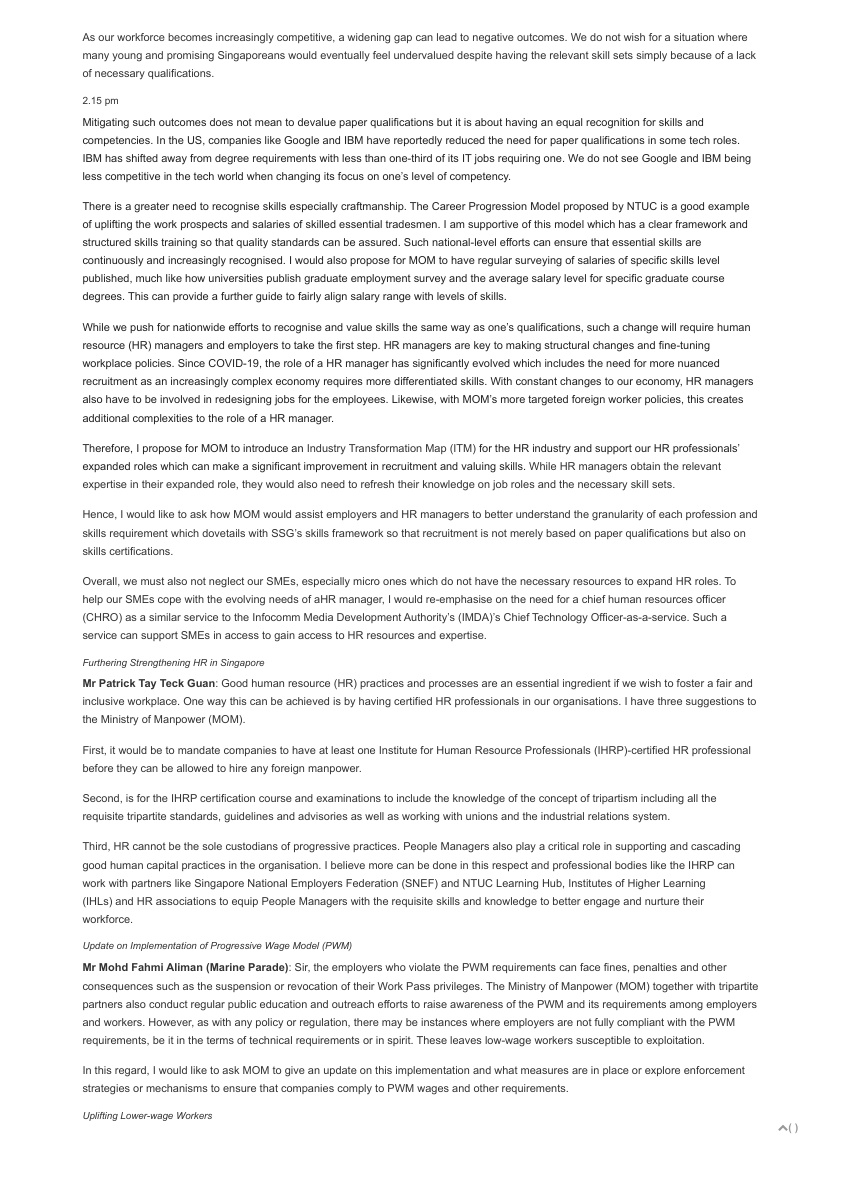 As our workforce becomes increasingly competitive, a widening gap can lead to negative outcomes. We do not wish for a situation where
many young and promising Singaporeans would eventually feel undervalued despite having the relevant skill sets simply because of a lack
of necessary qualifications.
2.15 pm
Mitigating such outcomes does not mean to devalue paper qualifications but it is about having an equal recognition for skills and
competencies. In the US, companies like Google and IBM have reportedly reduced the need for paper qualifications in some tech roles.
IBM has shifted away from degree requirements with less than one-third of its IT jobs requiring one. We do not see Google and IBM being
less competitive in the tech world when changing its focus on one's level of competency.
There is a greater need to recognise skills especially craftmanship. The Career Progression Model proposed by NTUC is a good example
of uplifting the work prospects and salaries of skilled essential tradesmen. I am supportive of this model which has a clear framework and
structured skills training so that quality standards can be assured. Such national-level efforts can ensure that essential skills are
continuously and increasingly recognised. I would also propose for MOM to have regular surveying of salaries of specific skills level
published, much like how universities publish graduate employment survey and the average salary level for specific graduate course
degrees. This can provide a further guide to fairly align salary range with levels of skills.
While we push for nationwide efforts to recognise and value skills the same way as one's qualifications, such a change will require human
resource (HR) managers and employers to take the first step. HR managers are key to making structural changes and fine-tuning
workplace policies. Since COVID-19, the role of a HR manager has significantly evolved which includes the need for more nuanced
recruitment as an increasingly complex economy requires more differentiated skills. With constant changes to our economy, HR managers
also have to be involved in redesigning jobs for the employees. Likewise, with MOM's more targeted foreign worker policies, this creates
additional complexities to the role of a HR manager.
Therefore, I propose for MOM to introduce an Industry Transformation Map (ITM) for the HR industry and support our HR professionals'
expanded roles which can make a significant improvement in recruitment and valuing skills. While HR managers obtain the relevant
expertise in their expanded role, they would also need to refresh their knowledge on job roles and the necessary skill sets.
Hence, I would like to ask how MOM would assist employers and HR managers to better understand the granularity of each profession and
skills requirement which dovetails with SSG's skills framework so that recruitment is not merely based on paper qualifications but also on
skills certifications.
Overall, we must also not neglect our SMEs, especially micro ones which do not have the necessary resources to expand HR roles. To
help our SMEs cope with the evolving needs of aHR manager, I would re-emphasise on the need for a chief human resources officer
(CHRO) as a similar service to the Infocomm Media Development Authority's (IMDA)'s Chief Technology Officer-as-a-service. Such a
service can support SMEs in access to gain access to HR resources and expertise.
Furthering Strengthening HR in Singapore
Mr Patrick Tay Teck Guan: Good human resource (HR) practices and processes are an essential ingredient if we wish to foster a fair and
inclusive workplace. One way this can be achieved is by having certified HR professionals in our organisations. I have three suggestions to
the Ministry of Manpower (MOM).
First, it would be to mandate companies to have at least one Institute for Human Resource Professionals (IHRP)-certified HR professional
before they can be allowed to hire any foreign manpower.
Second, is for the IHRP certification course and examinations to include the knowledge of the concept of tripartism including all the
requisite tripartite standards, guidelines and advisories as well as working with unions and the industrial relations system.
Third, HR cannot be the sole custodians of progressive practices. People Managers also play a critical role in supporting and cascading
good human capital practices in the organisation. I believe more can be done in this respect and professional bodies like the IHRP can
work with partners like Singapore National Employers Federation (SNEF) and NTUC Learning Hub, Institutes of Higher Learning
(IHLs) and HR associations to equip People Managers with the requisite skills and knowledge to better engage and nurture their
workforce.
Update on Implementation of Progressive Wage Model (PWM)
Mr Mohd Fahmi Aliman (Marine Parade): Sir, the employers who violate the PWM requirements can face fines, penalties and other
consequences such as the suspension or revocation of their Work Pass privileges. The Ministry of Manpower (MOM) together with tripartite
partners also conduct regular public education and outreach efforts to raise awareness of the PWM and its requirements among employers
and workers. However, as with any policy or regulation, there may be instances where employers are not fully compliant with the PWM
requirements, be it in the terms of technical requirements or in spirit. These leaves low-wage workers susceptible to exploitation.
In this regard, I would like to ask MOM to give an update on this implementation and what measures are in place or explore enforcement
strategies or mechanisms to ensure that companies comply to PWM wages and other requirements.
Uplifting Lower-wage Workers
( )